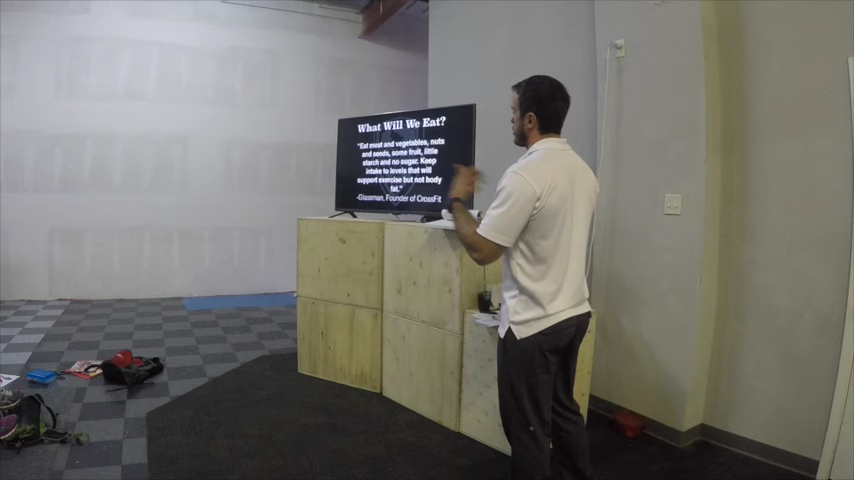 What Will We Eat?
"Eat meat and vegetables, nuts
and seeds, some fruit, little
starch and no sugar. Keep
intake to levels that will
support exercise but not body
fat."
-Glassman, Founder of CrossFit